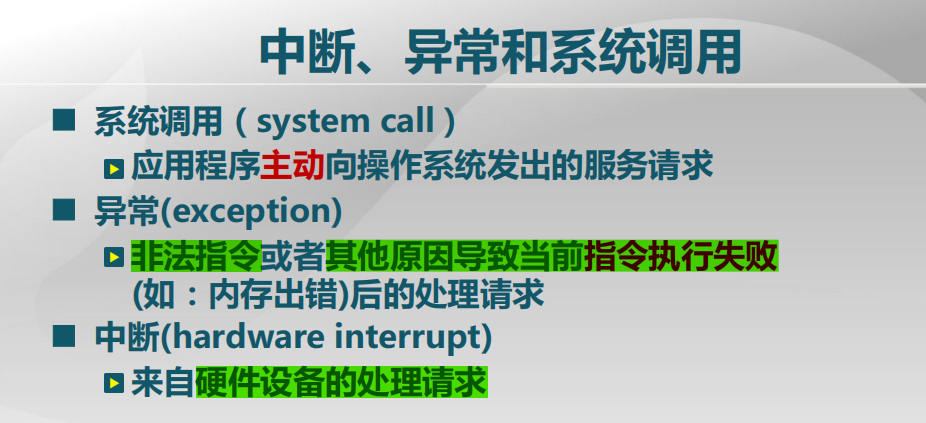 中断、异常和系统调用
系统调用（system call）
应用程序主动向操作系统发出的服务请求
异常(exception)
非法指令或者其他原因导致当前指令执行失败
(如：内存出错)后的处理请求
中断(hardware interrupt)
来自硬件设备的处理请求